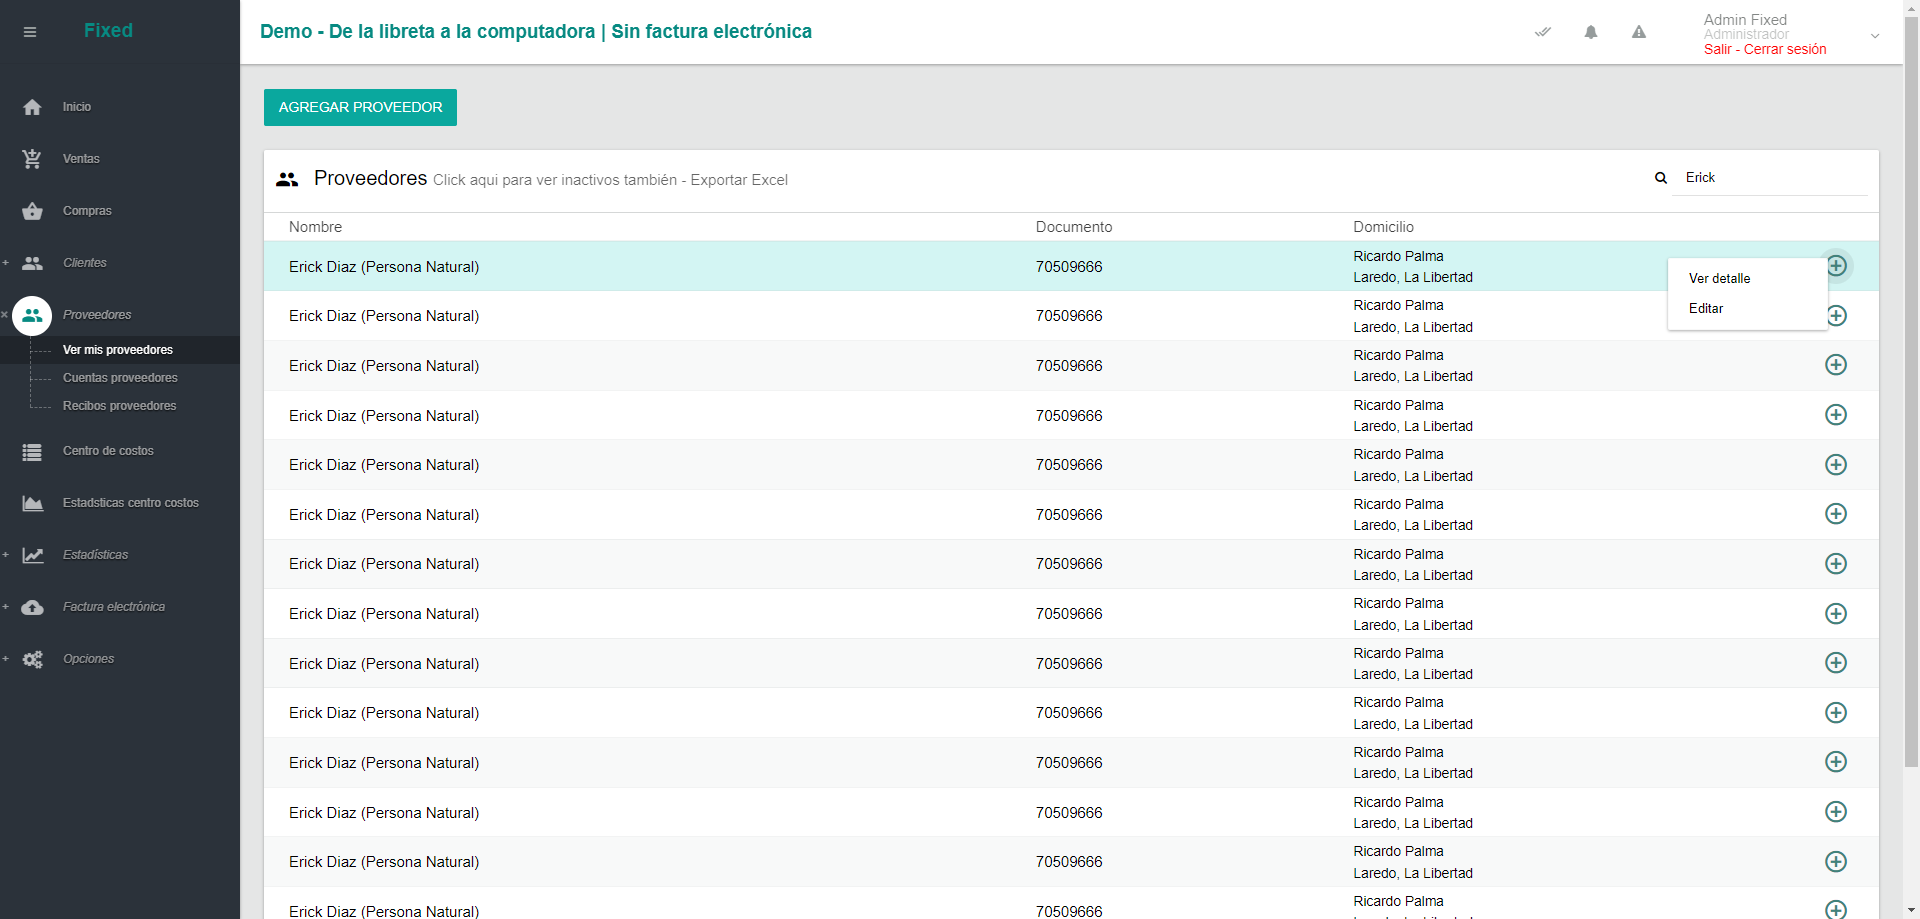 Fixed
Demo - De la libreta a la computadora | Sin factura electrónica
Admin Fixed
Administrador
Salir - Cerrar sesión
Inicio
Ventas
Compras
Clientes
Proveedores
Ver mis proveedores
Cuentas proveedores
Recibos proveedores
Centro de costos
Estadsticas centro costos
Estadísticas
Factura electrónica
Opciones
AGREGAR PROVEEDOR
Proveedores Click aqui para ver inactivos también - Exportar Excel
Erick
Nombre Documento Domicilio
Erick Diaz (Persona Natural) 70509666 Ricardo Palma
Laredo, La Libertad
Ver detalle
Editar
Erick Diaz (Persona Natural) 70509666 Ricardo Palma
Laredo, La Libertad
Erick Diaz (Persona Natural) 70509666 Ricardo Palma
Laredo, La Libertad
Erick Diaz (Persona Natural) 70509666 Ricardo Palma
Laredo, La Libertad
Erick Diaz (Persona Natural) 70509666 Ricardo Palma
Laredo, La Libertad
Erick Diaz (Persona Natural) 70509666 Ricardo Palma
Laredo, La Libertad
Erick Diaz (Persona Natural) 70509666 Ricardo Palma
Laredo, La Libertad
Erick Diaz (Persona Natural) 70509666 Ricardo Palma
Laredo, La Libertad
Erick Diaz (Persona Natural) 70509666 Ricardo Palma
Laredo, La Libertad
Erick Diaz (Persona Natural) 70509666 Ricardo Palma
Laredo, La Libertad
Erick Diaz (Persona Natural) 70509666 Ricardo Palma
Laredo, La Libertad
Erick Diaz (Persona Natural) 70509666 Ricardo Palma
Laredo, La Libertad
Erick Diaz (Persona Natural) 70509666 Ricardo Palma
Laredo, La Libertad
Erick Diaz (Persona Natural) 70509666 Ricardo Palma